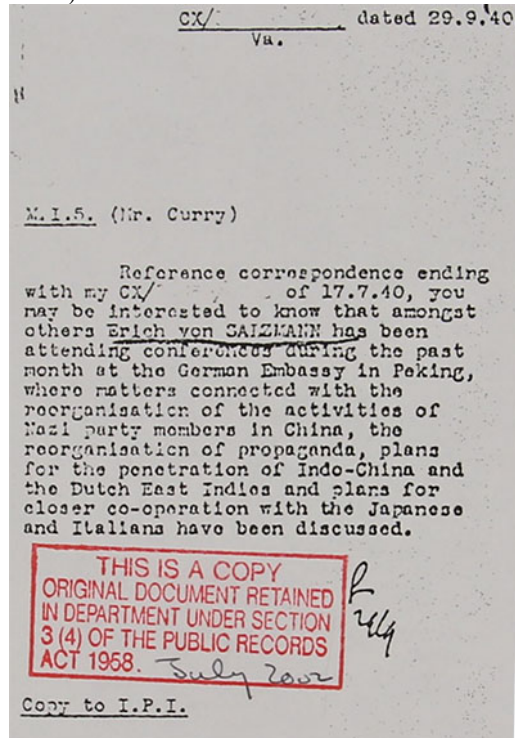 CX/ dated 29.9.40
Va.
M.I.5. (Mr. Curry)
Reference correspondence ending
with my CX/ of 17.7.40, you
may be interested to know that amongst
others Erich von SALZMANN has been
attending conferences during the past
month at the German Embassy in Peking,
where matters connected with the
reorganisation of the activities of
Nazi party members in China, the
reorganisation of propaganda, plans
for the penetration of Indo-China and
the Dutch East Indies and plans for
closer co-operation with the Japanese
and Italians have been discussed.
THIS IS A COPY
ORIGINAL DOCUMENT RETAINED
IN DEPARTMENT UNDER SECTION
3 (4) OF THE PUBLIC RECORDS
ACT 1958. July 2002
Copy to I.P.I.